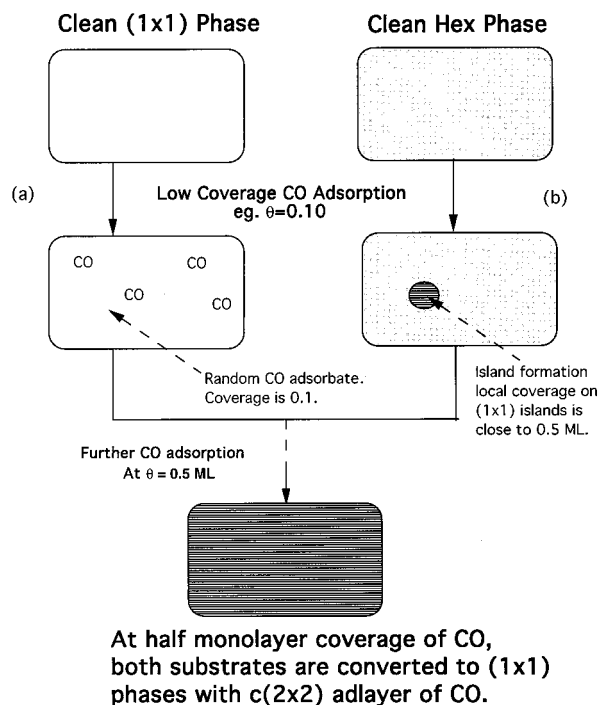 Clean (1x1) Phase
Clean Hex Phase
(a)
Low Coverage CO Adsorption
eg. θ=0.10
(b)
CO
CO
CO
CO
Random CO adsorbate.
Coverage is 0.1.
Island formation
local coverage on
(1x1) islands is
close to 0.5 ML.
Further CO adsorption
At θ = 0.5 ML
At half monolayer coverage of CO,
both substrates are converted to (1x1)
phases with c(2x2) adlayer of CO.